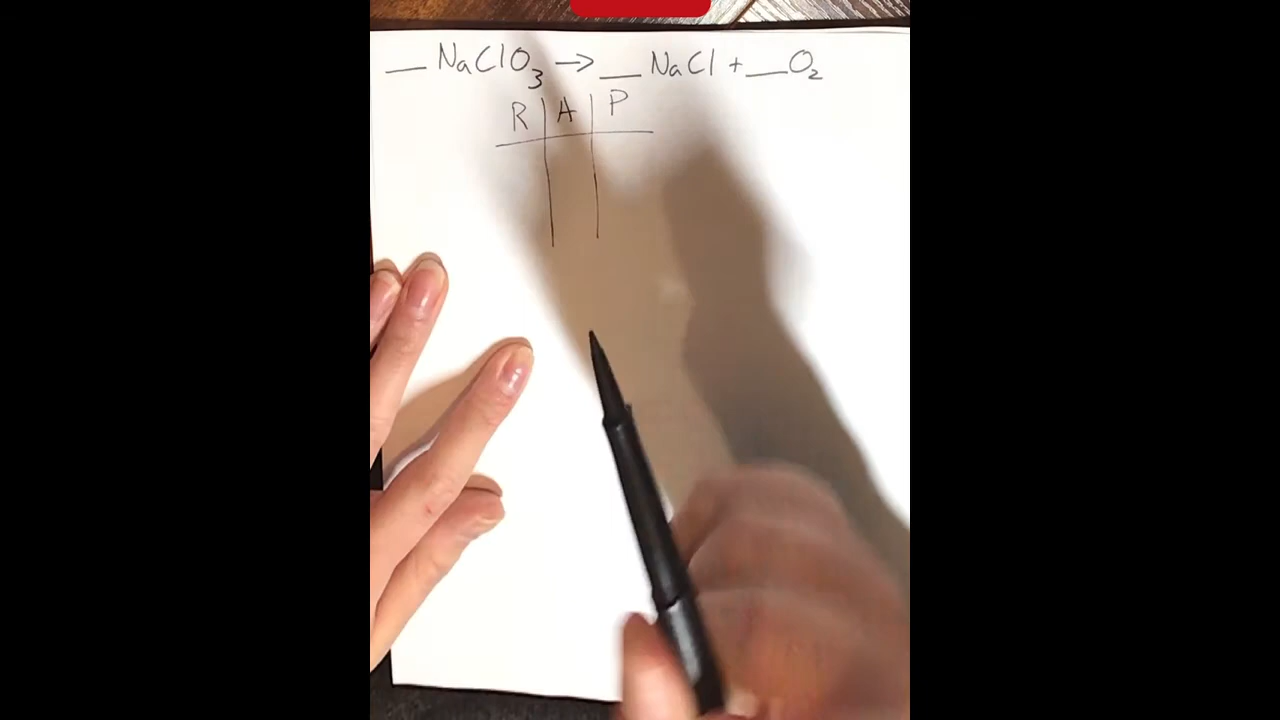 __ NaClO₃ → __ NaCl + __ O₂
R A P